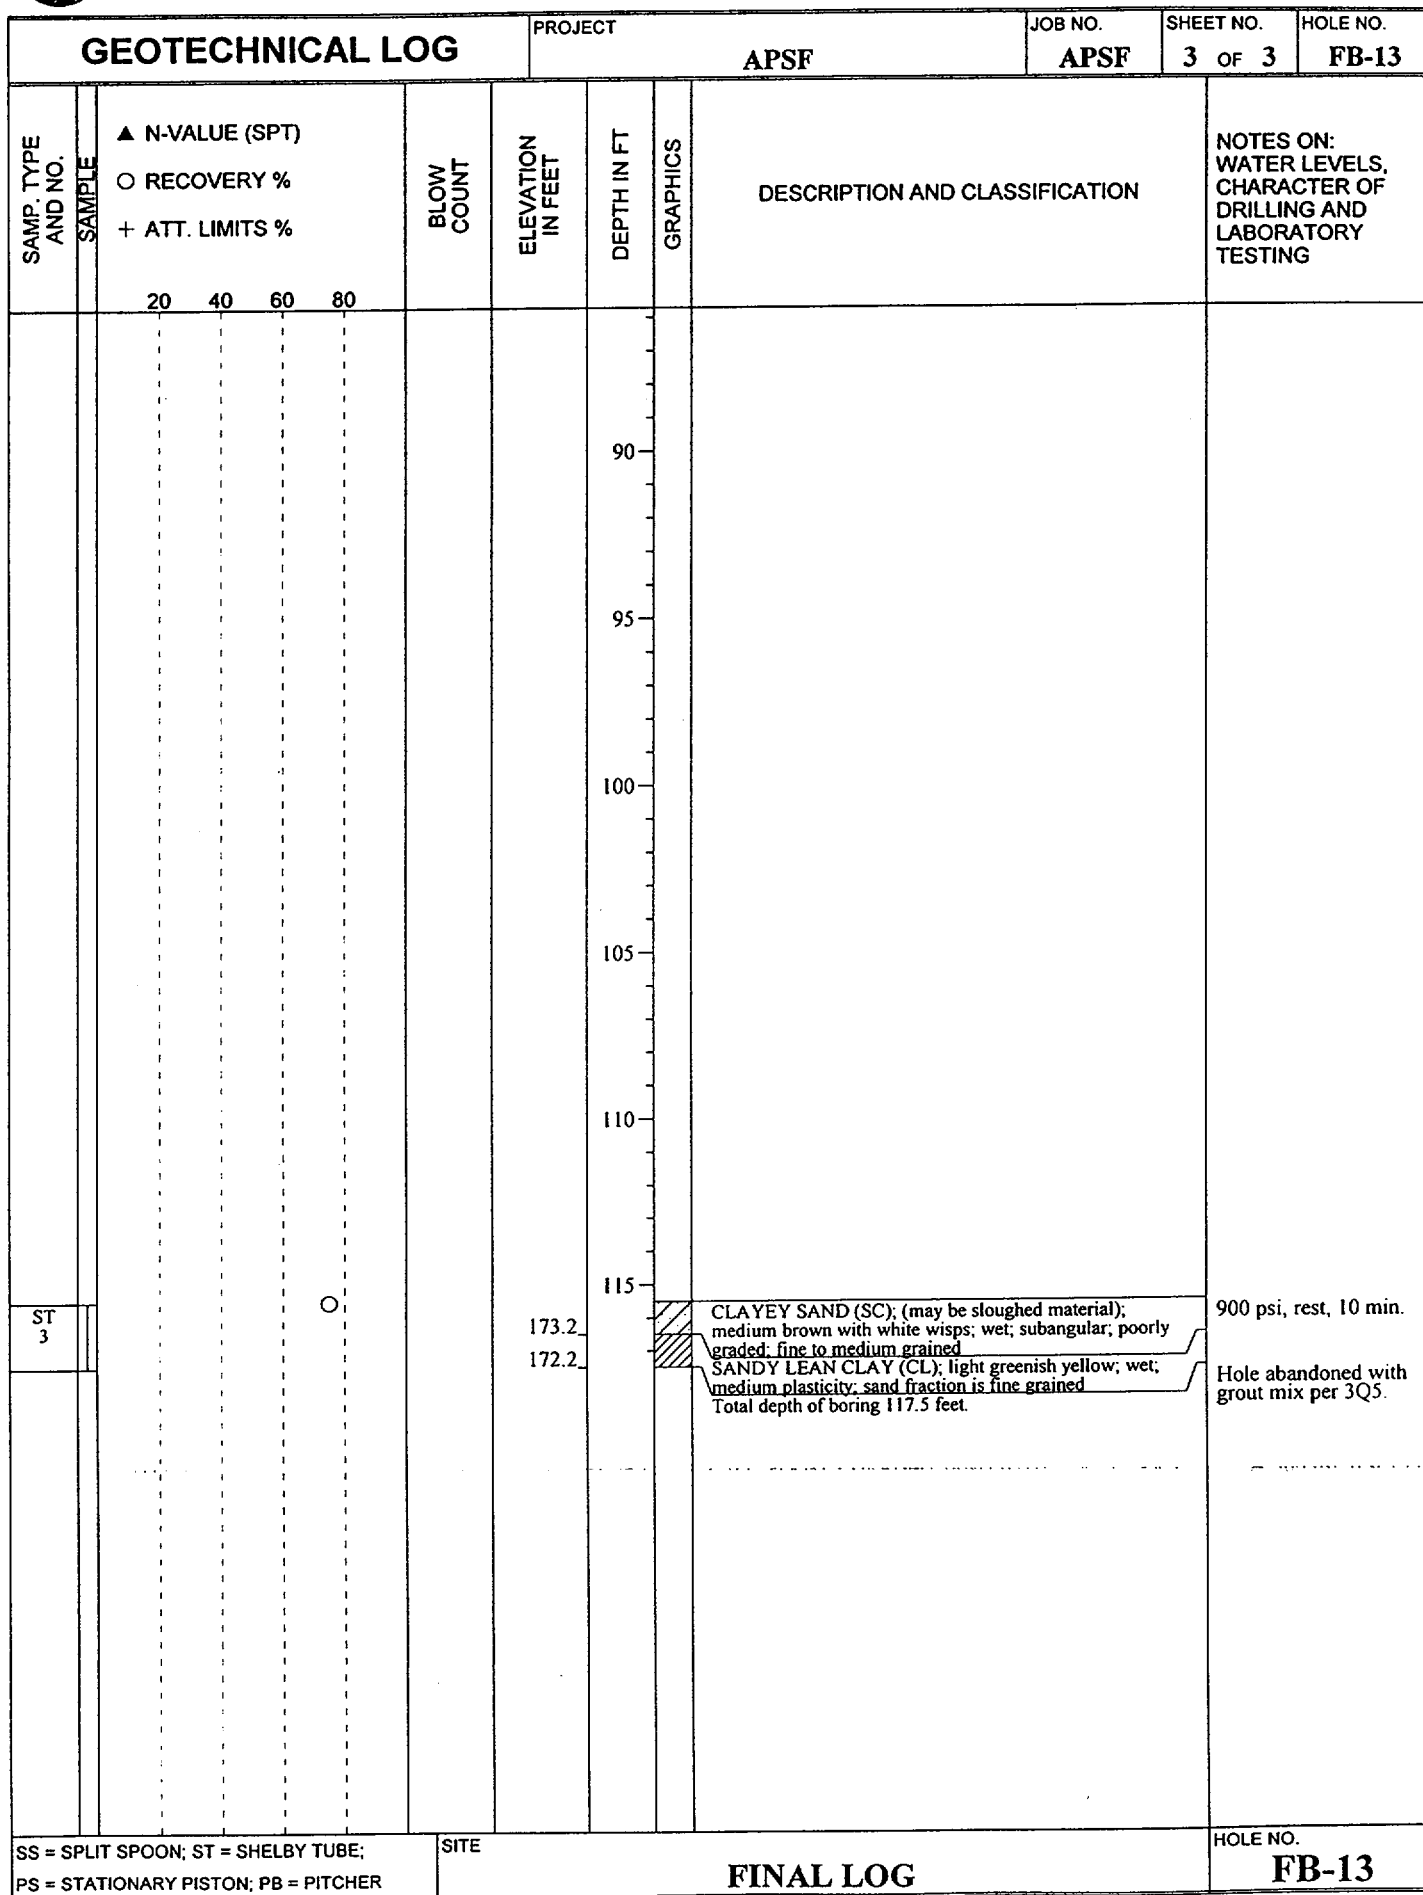 GEOTECHNICAL LOG
PROJECT
APSF
JOB NO.
APSF
SHEET NO.
3 OF 3
HOLE NO.
FB-13
SAMP. TYPE
AND NO.
SAMPLE
▲ N-VALUE (SPT)
○ RECOVERY %
+ ATT. LIMITS %
20 40 60 80
BLOW
COUNT
ELEVATION
IN FEET
DEPTH IN FT
GRAPHICS
DESCRIPTION AND CLASSIFICATION
NOTES ON:
WATER LEVELS,
CHARACTER OF
DRILLING AND
LABORATORY
TESTING
90
95
100
105
110
115
ST
3
173.2
172.2
CLAYEY SAND (SC); (may be sloughed material);
medium brown with white wisps; wet; subangular; poorly
graded; fine to medium grained
SANDY LEAN CLAY (CL); light greenish yellow; wet;
medium plasticity; sand fraction is fine grained
Total depth of boring 117.5 feet.
900 psi, rest, 10 min.
Hole abandoned with
grout mix per 3Q5.
SS = SPLIT SPOON; ST = SHELBY TUBE;
PS = STATIONARY PISTON; PB = PITCHER
SITE
FINAL LOG
HOLE NO.
FB-13